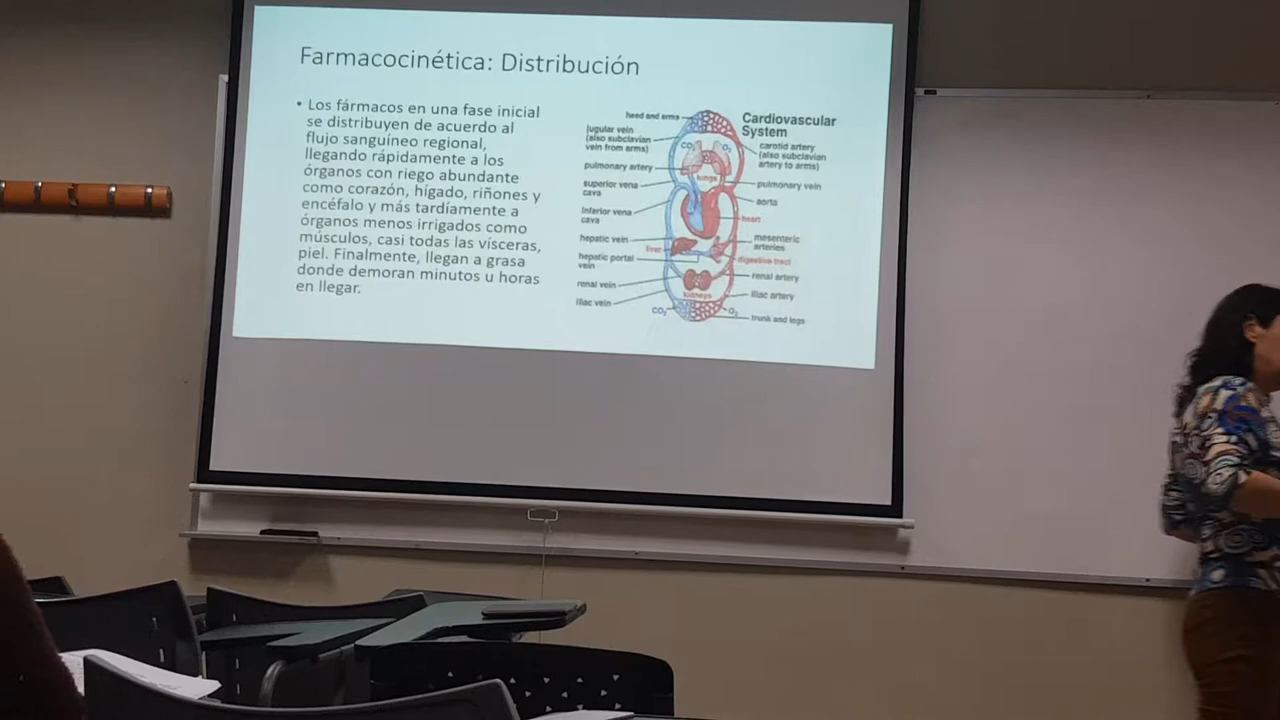 Farmacocinética: Distribución
• Los fármacos en una fase inicial
se distribuyen de acuerdo al
flujo sanguíneo regional,
llegando rápidamente a los
órganos con riego abundante
como corazón, hígado, riñones y
encéfalo y más tardíamente a
órganos menos irrigados como
músculos, casi todas las vísceras,
piel. Finalmente, llegan a grasa
donde demoran minutos u horas
en llegar.
Cardiovascular
System
head and arms
jugular vein
(also subclavian
vein from arms)
pulmonary artery
superior vena
cava
inferior vena
cava
hepatic vein
liver
hepatic portal
vein
renal vein
iliac vein
CO2
O2
lungs
kidneys
CO2
O2
carotid artery
(also subclavian
artery to arms)
pulmonary vein
aorta
heart
mesenteric
arteries
digestive tract
renal artery
iliac artery
trunk and legs